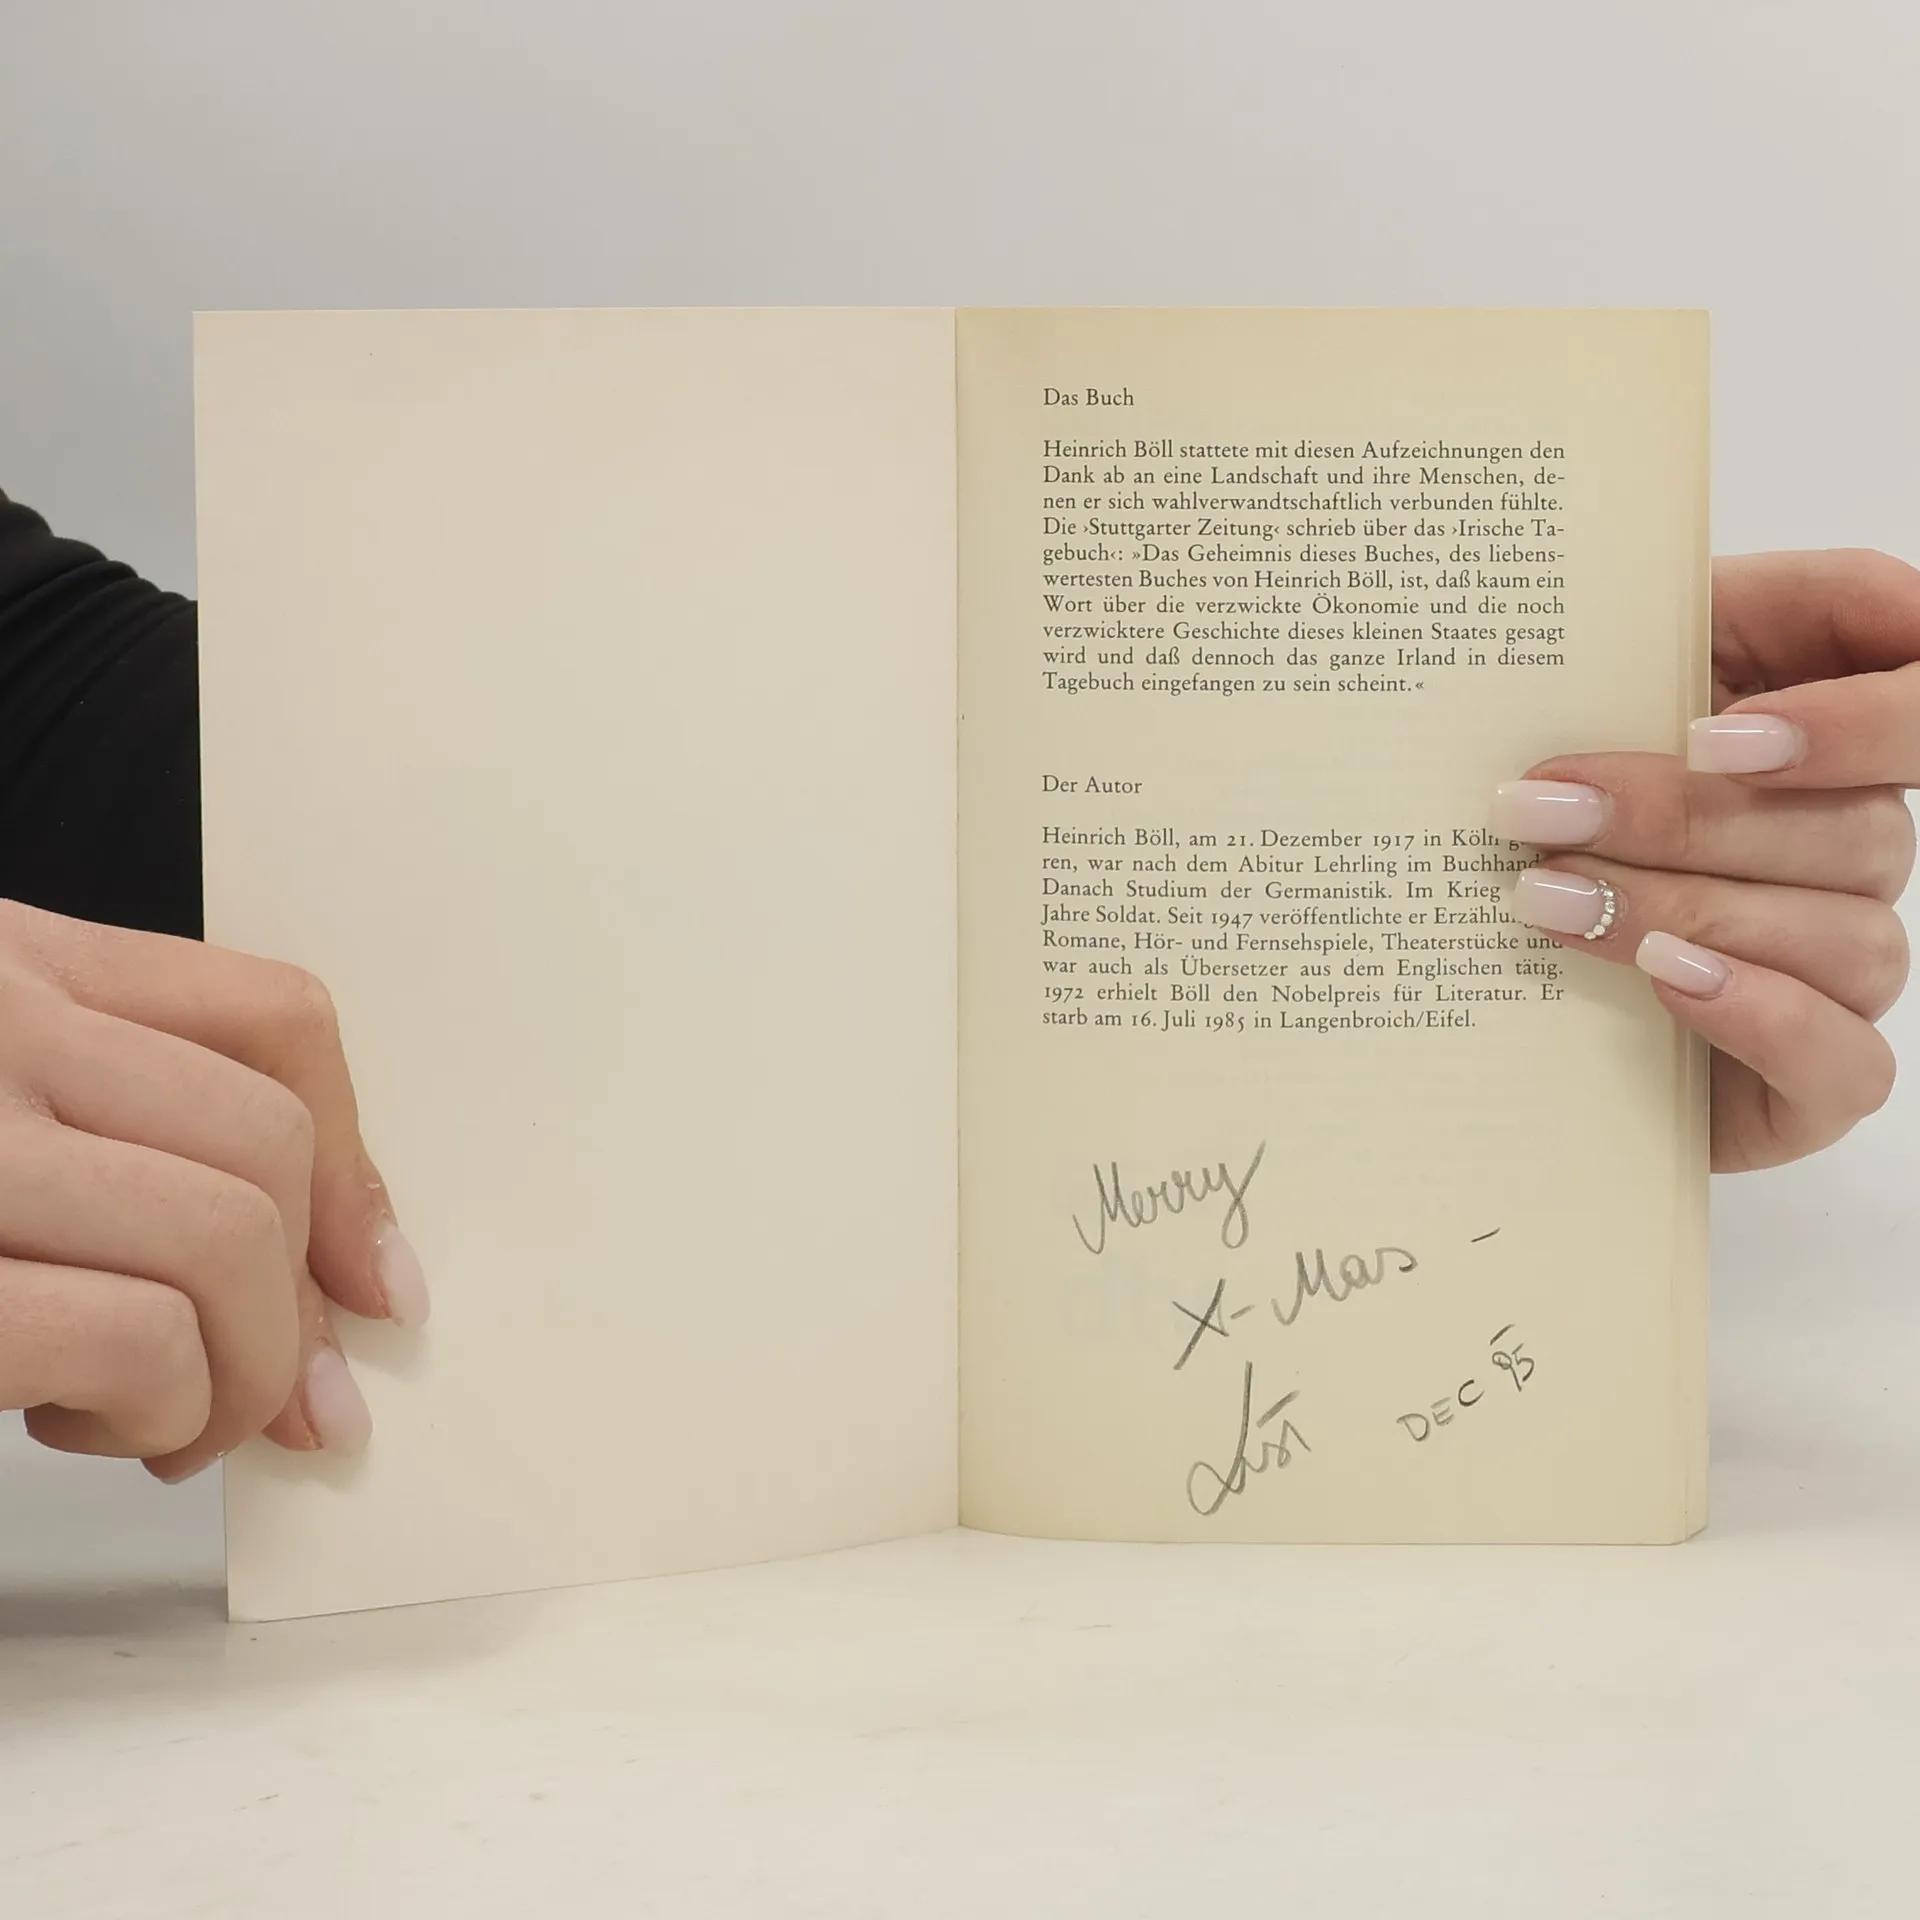 Das Buch
Heinrich Böll stattete mit diesen Aufzeichnungen den
Dank ab an eine Landschaft und ihre Menschen, de-
nen er sich wahlverwandtschaftlich verbunden fühlte.
Die ›Stuttgarter Zeitung‹ schrieb über das ›Irische Ta-
gebuch‹: »Das Geheimnis dieses Buches, des liebens-
wertesten Buches von Heinrich Böll, ist, daß kaum ein
Wort über die verzwickte Ökonomie und die noch
verzwicktere Geschichte dieses kleinen Staates gesagt
wird und daß dennoch das ganze Irland in diesem
Tagebuch eingefangen zu sein scheint.«
Der Autor
Heinrich Böll, am 21. Dezember 1917 in Köln
ren, war nach dem Abitur Lehrling im
Danach Studium der Germanistik. Im Krieg
Jahre Soldat. Seit 1947 veröffentlichte er
Romane, Hör- und Fernsehspiele, Theaterstücke und
war auch als Übersetzer aus dem Englischen tätig.
1972 erhielt Böll den Nobelpreis für Literatur. Er
starb am 16. Juli 1985 in Langenbroich/Eifel.
Merry
X-Mas -
DEC 95